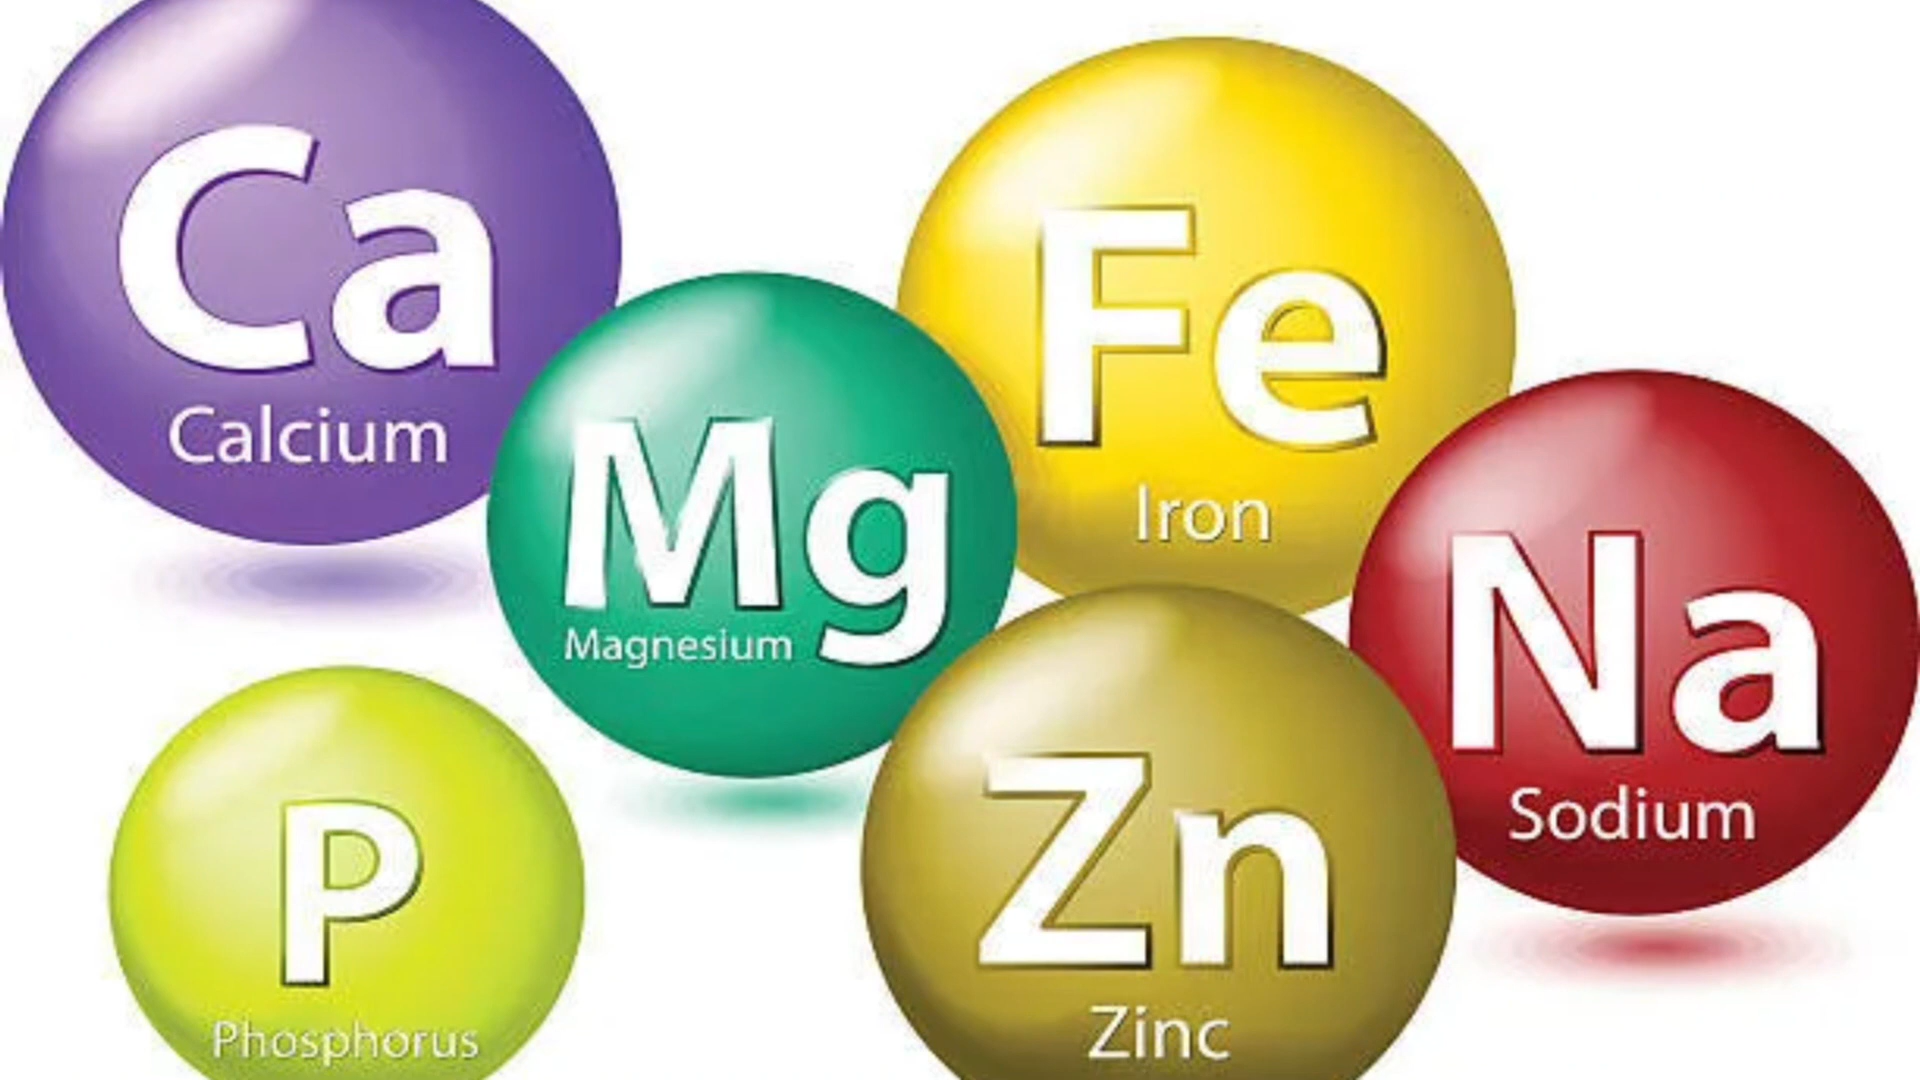 Ca
Calcium
Fe
Iron
Mg
Magnesium
Na
Sodium
P
Phosphorus
Zn
Zinc